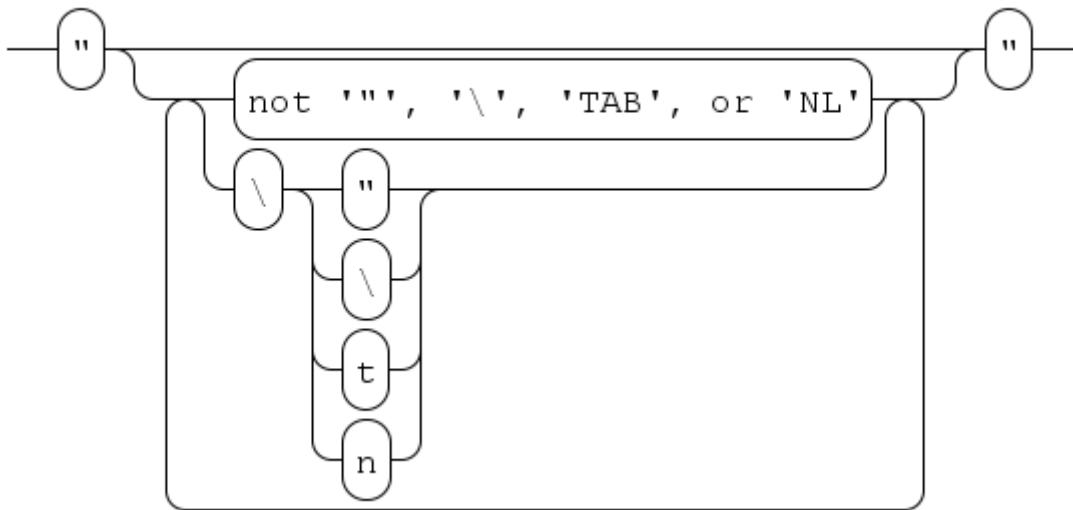 " "
not '"', '\', 'TAB', or 'NL'
\ "
\
t
n